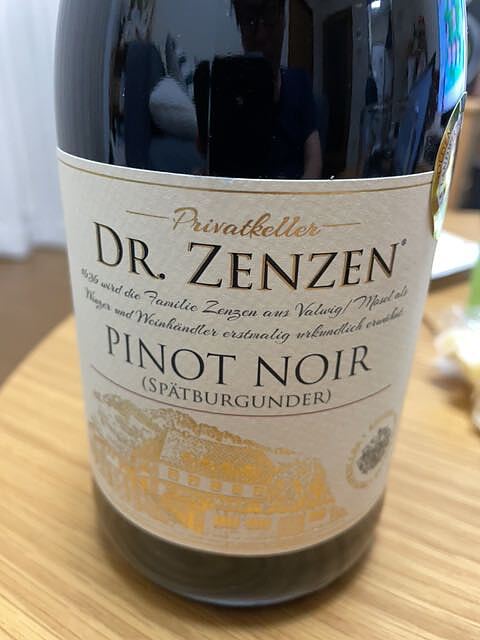 Privatkeller
DR. ZENZEN®
1636 wird die Familie Zenzen aus Valwig/Mosel als
Winzer und Weinhändler erstmalig urkundlich erwähnt.
PINOT NOIR
(SPÄTBURGUNDER)